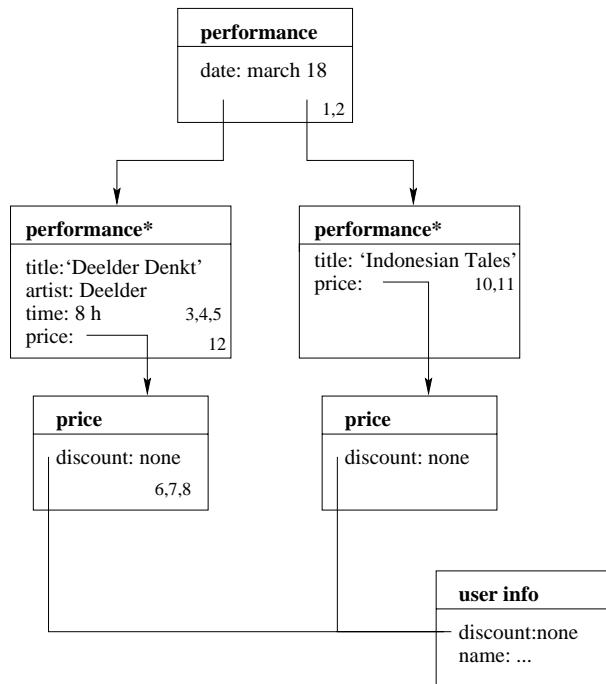 performance
date: march 18
1,2
performance*
title:‘Deelder Denkt’
artist: Deelder
time: 8 h 3,4,5
price:
12
performance*
title: ‘Indonesian Tales’
price: 10,11
price
discount: none
6,7,8
price
discount: none
user info
discount:none
name: ...